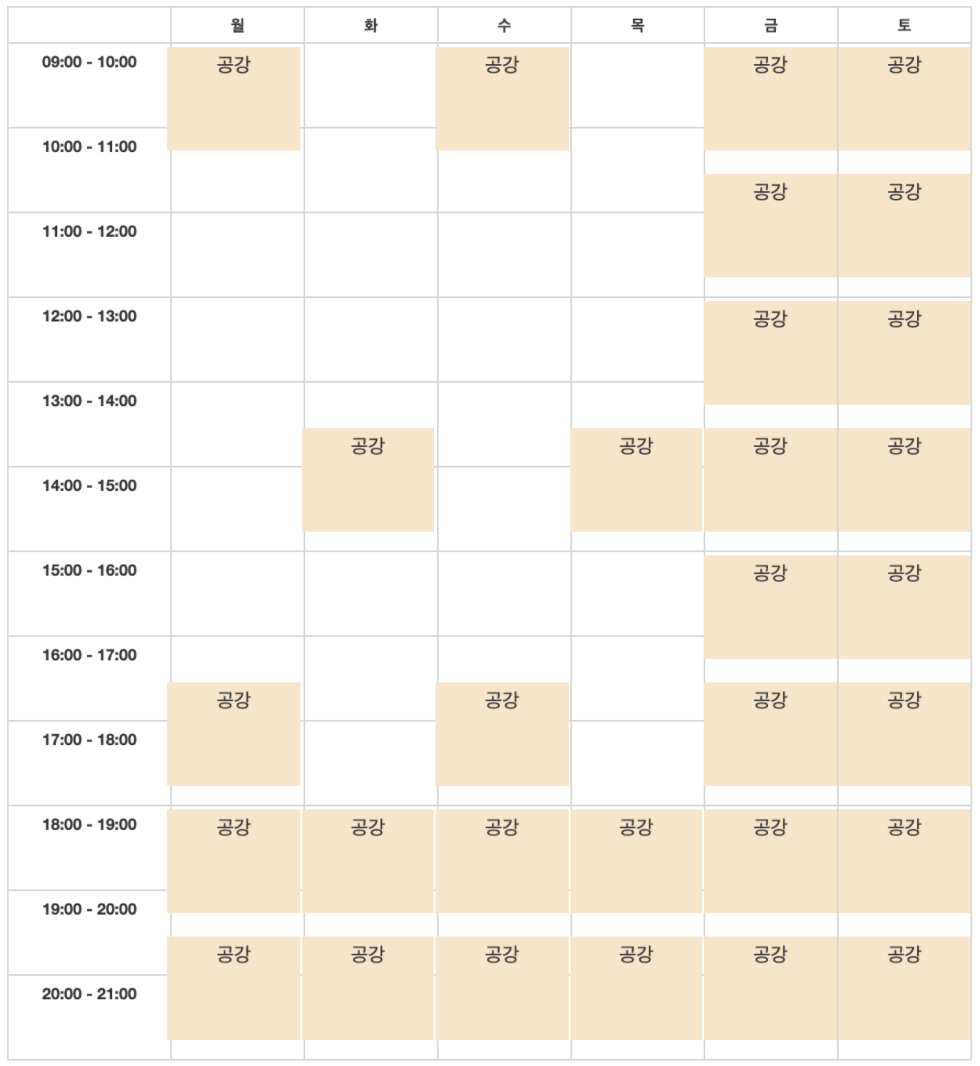 월 화 수 목 금 토
09:00 - 10:00 공강 공강 공강 공강
10:00 - 11:00
공강 공강
11:00 - 12:00
12:00 - 13:00 공강 공강
13:00 - 14:00
공강 공강 공강 공강
14:00 - 15:00
15:00 - 16:00 공강 공강
16:00 - 17:00
공강 공강 공강 공강
17:00 - 18:00
18:00 - 19:00 공강 공강 공강 공강 공강 공강
19:00 - 20:00
공강 공강 공강 공강 공강 공강
20:00 - 21:00